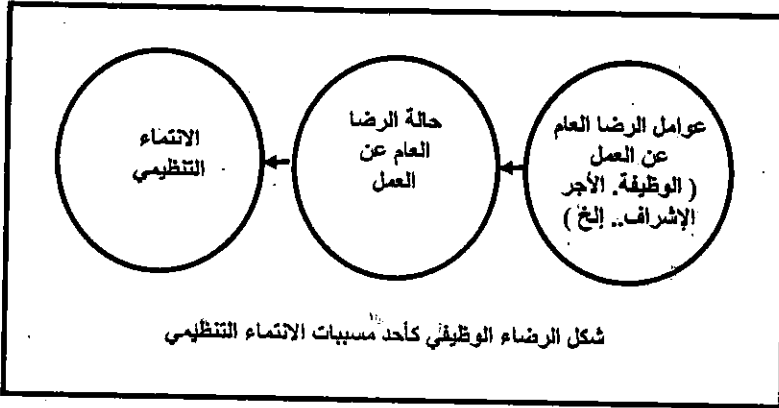 عوامل الرضا العام
عن العمل
( الوظيفة. الأجر
الإشراف.. إلخ )
حالة الرضا
العام عن
العمل
الانتماء
التنظيمي
شكل الرضاء الوظيفي كأحد مسببات الانتماء التنظيمي